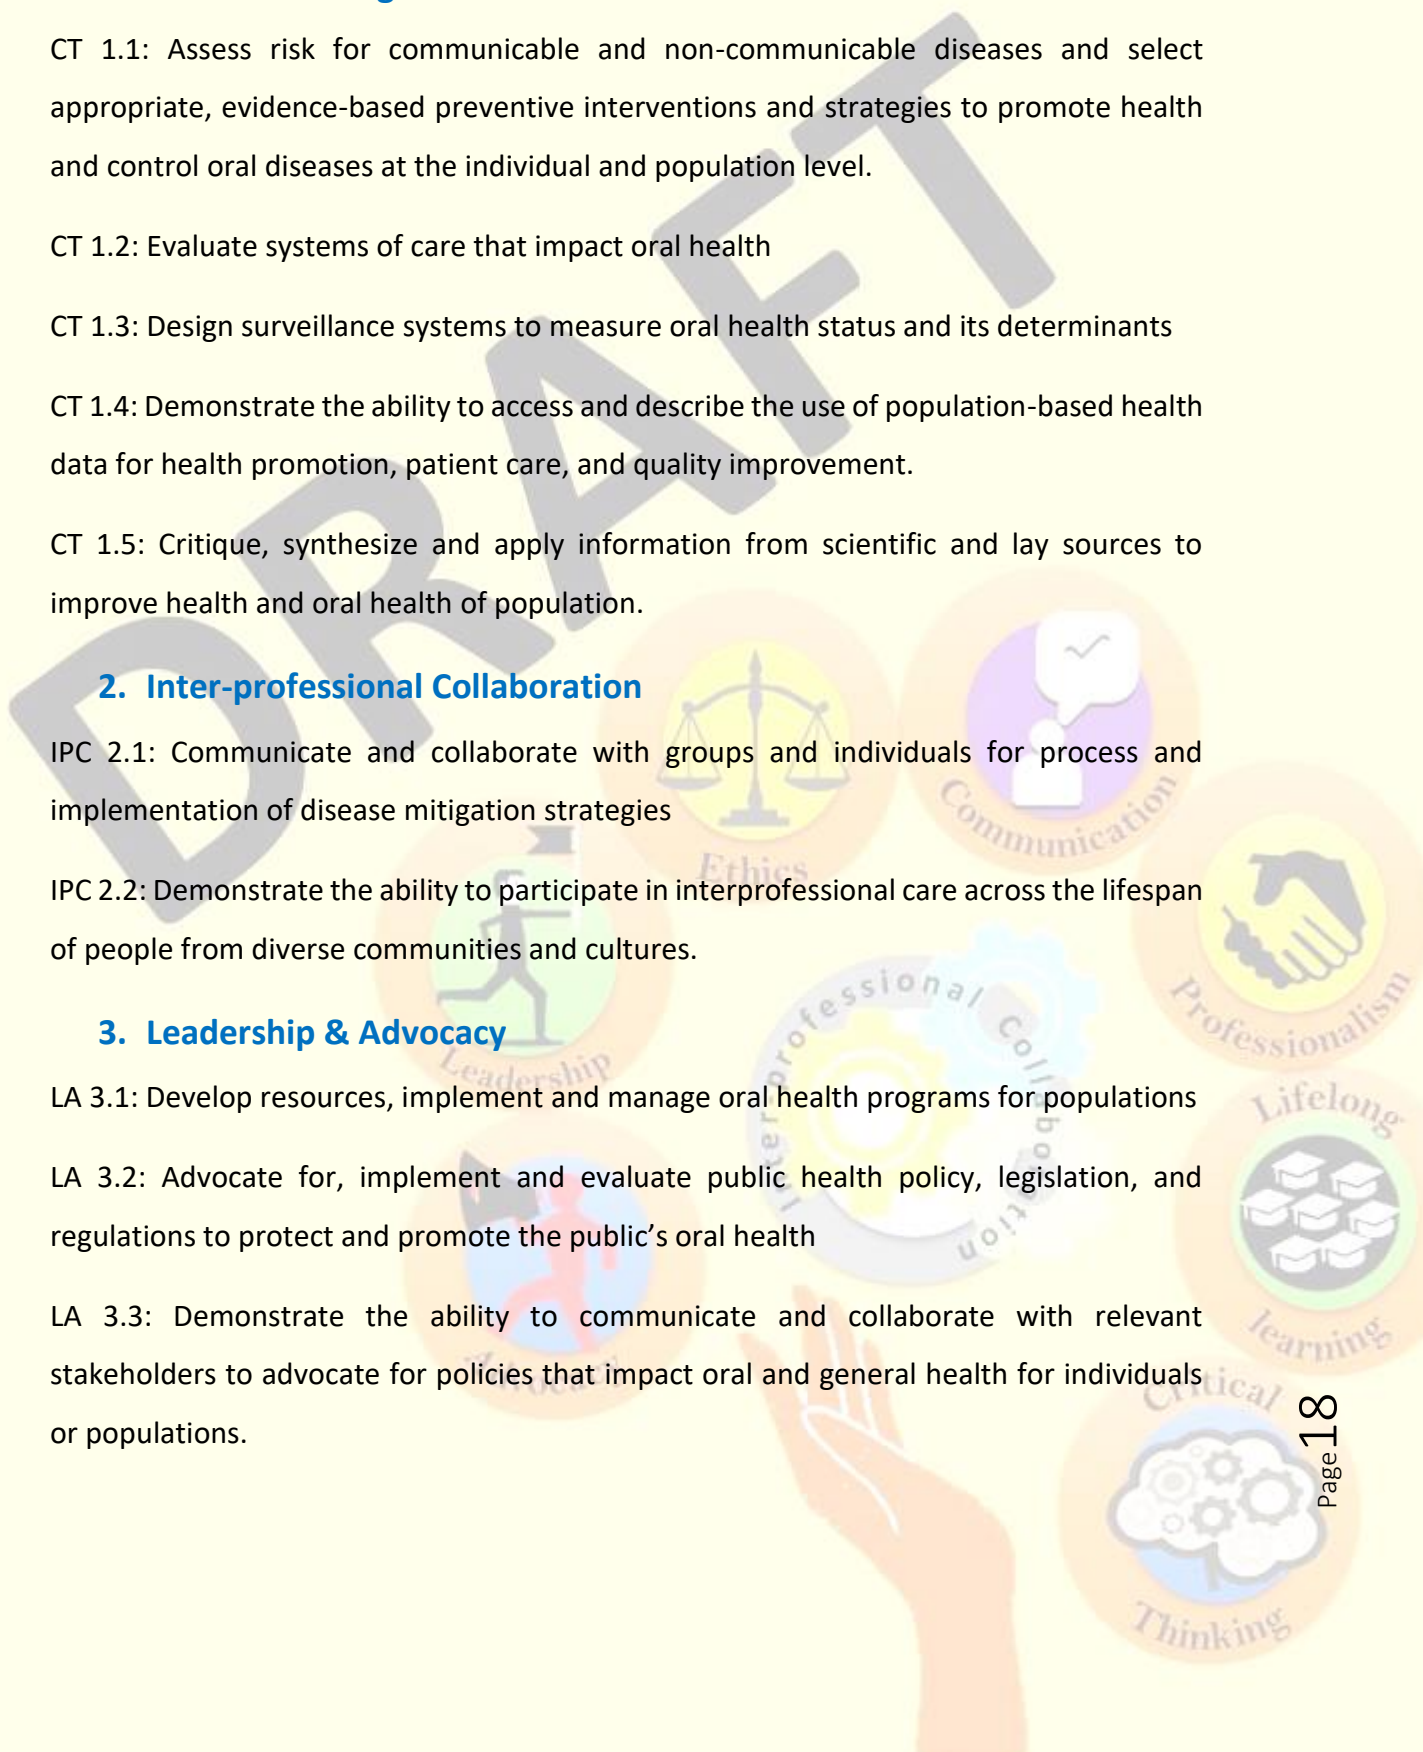 CT 1.1: Assess risk for communicable and non-communicable diseases and select
appropriate, evidence-based preventive interventions and strategies to promote health
and control oral diseases at the individual and population level.
CT 1.2: Evaluate systems of care that impact oral health
CT 1.3: Design surveillance systems to measure oral health status and its determinants
CT 1.4: Demonstrate the ability to access and describe the use of population-based health
data for health promotion, patient care, and quality improvement.
CT 1.5: Critique, synthesize and apply information from scientific and lay sources to
improve health and oral health of population.
2. Inter-professional Collaboration
IPC 2.1: Communicate and collaborate with groups and individuals for process and
implementation of disease mitigation strategies
IPC 2.2: Demonstrate the ability to participate in interprofessional care across the lifespan
of people from diverse communities and cultures.
3. Leadership & Advocacy
LA 3.1: Develop resources, implement and manage oral health programs for populations
LA 3.2: Advocate for, implement and evaluate public health policy, legislation, and
regulations to protect and promote the public’s oral health
LA 3.3: Demonstrate the ability to communicate and collaborate with relevant
stakeholders to advocate for policies that impact oral and general health for individuals
or populations.
Page 18
DRAFT
Ethics
Communication
Professionalism
Leadership
Inter-professional Collaboration
Lifelong
learning
Advocacy
Critical
Thinking